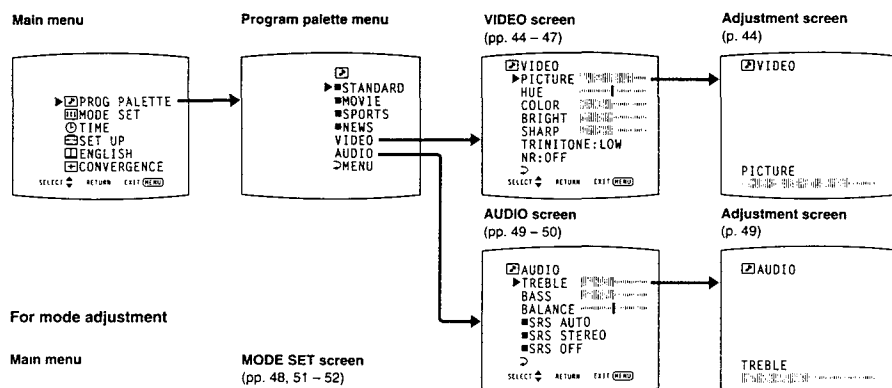 Main menu
Program palette menu
VIDEO screen
(pp. 44 – 47)
Adjustment screen
(p. 44)
PROG PALETTE
MODE SET
TIME
SET UP
ENGLISH
CONVERGENCE
SELECT RETURN EXIT MENU
STANDARD
MOVIE
SPORTS
NEWS
VIDEO
AUDIO
MENU
VIDEO
PICTURE
HUE
COLOR
BRIGHT
SHARP
TRINITONE:LOW
NR:OFF
SELECT RETURN EXIT MENU
VIDEO
PICTURE
AUDIO screen
(pp. 49 – 50)
Adjustment screen
(p. 49)
AUDIO
TREBLE
BASS
BALANCE
SRS AUTO
SRS STEREO
SRS OFF
SELECT RETURN EXIT MENU
AUDIO
TREBLE
For mode adjustment
Main menu
MODE SET screen
(pp. 48, 51 – 52)